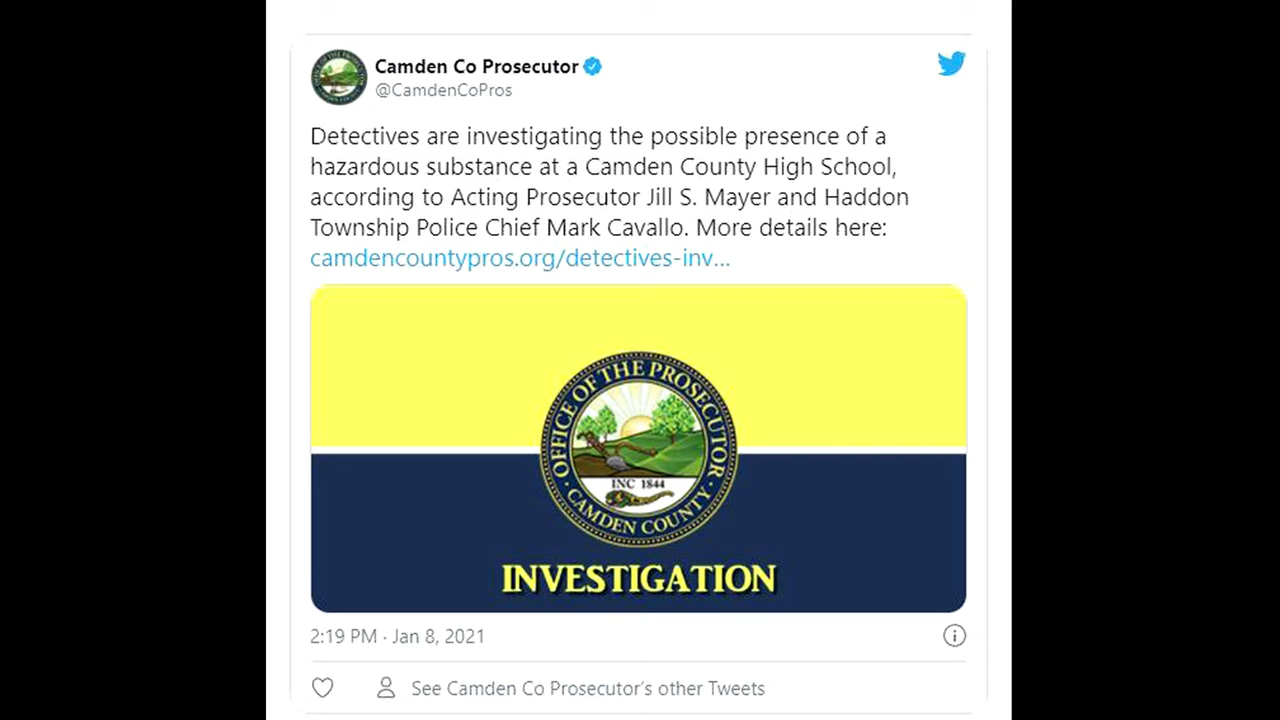 Camden Co Prosecutor
@CamdenCoPros
Detectives are investigating the possible presence of a
hazardous substance at a Camden County High School,
according to Acting Prosecutor Jill S. Mayer and Haddon
Township Police Chief Mark Cavallo. More details here:
camdencountypros.org/detectives-inv...
OFFICE OF THE PROSECUTOR
INC 1844
CAMDEN COUNTY
INVESTIGATION
2:19 PM · Jan 8, 2021
See Camden Co Prosecutor's other Tweets